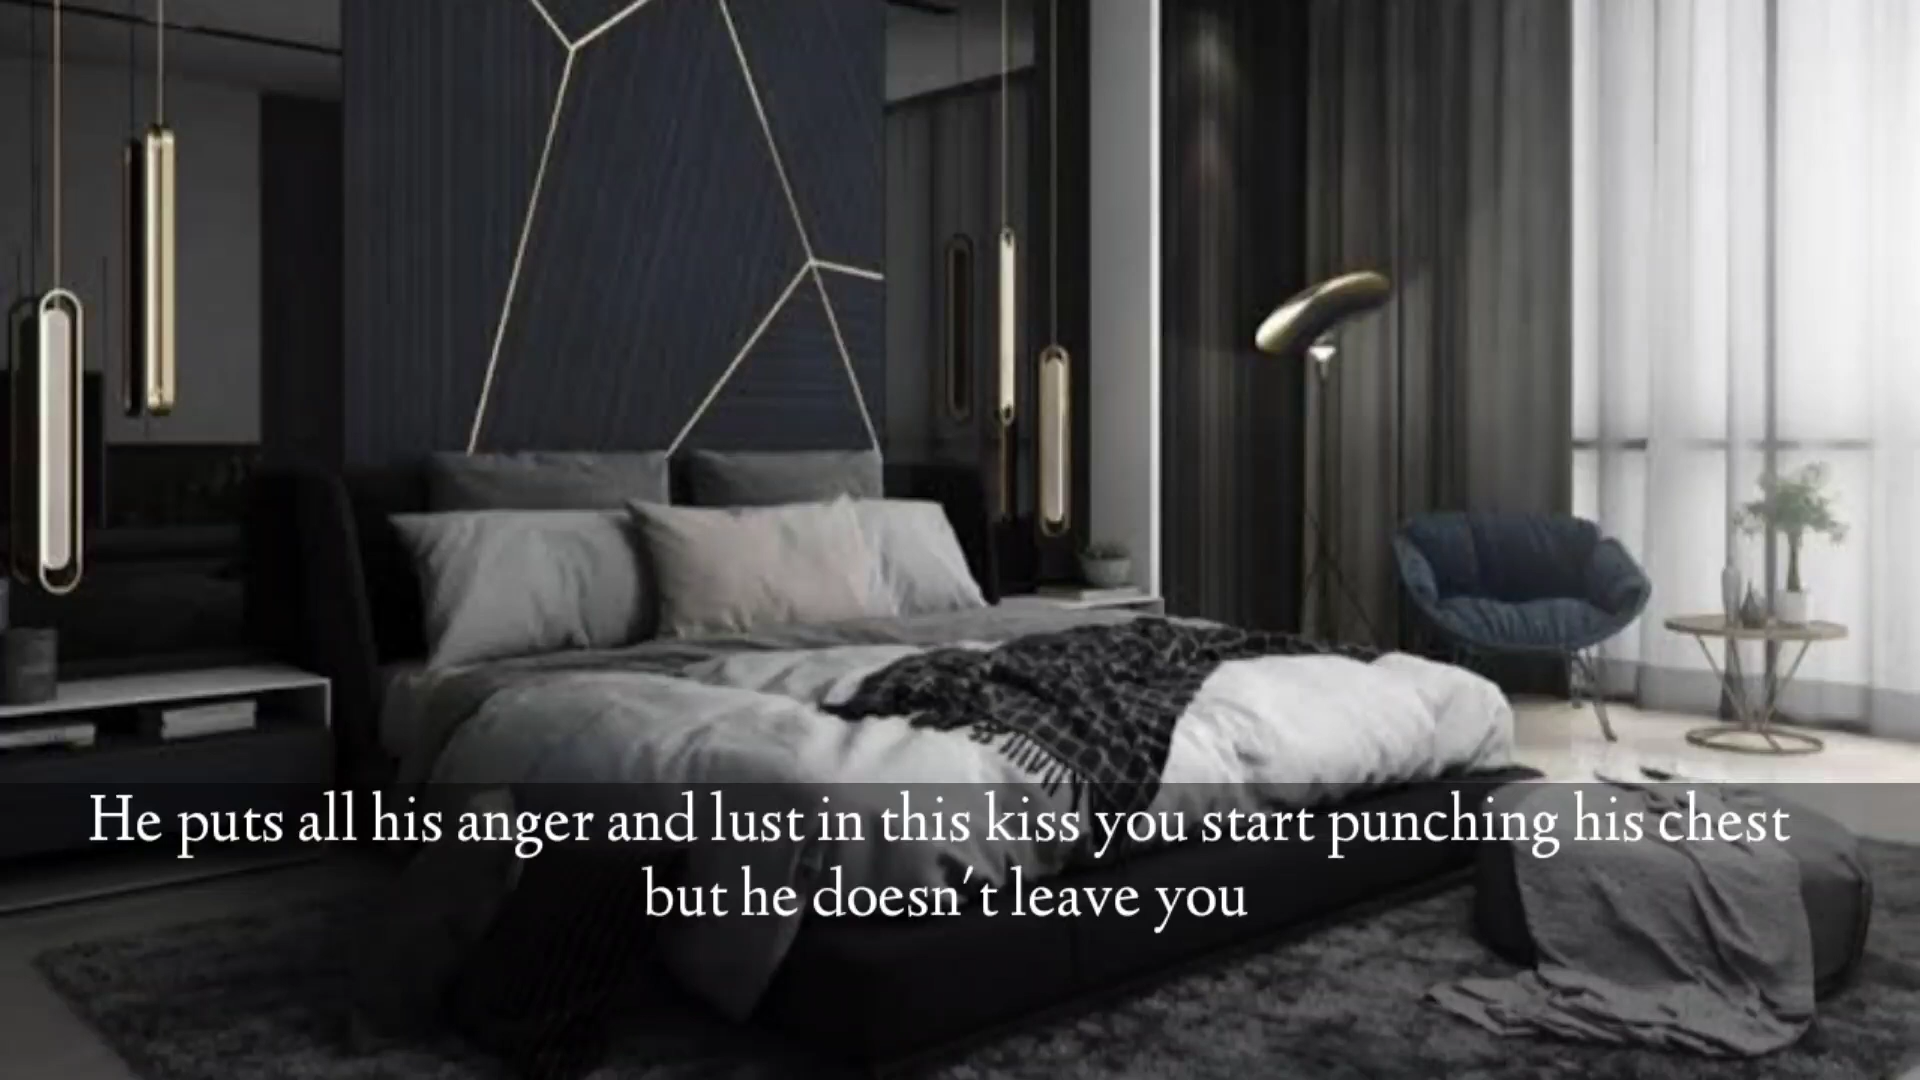 He puts all his anger and lust in this kiss you start punching his chest
but he doesn't leave you